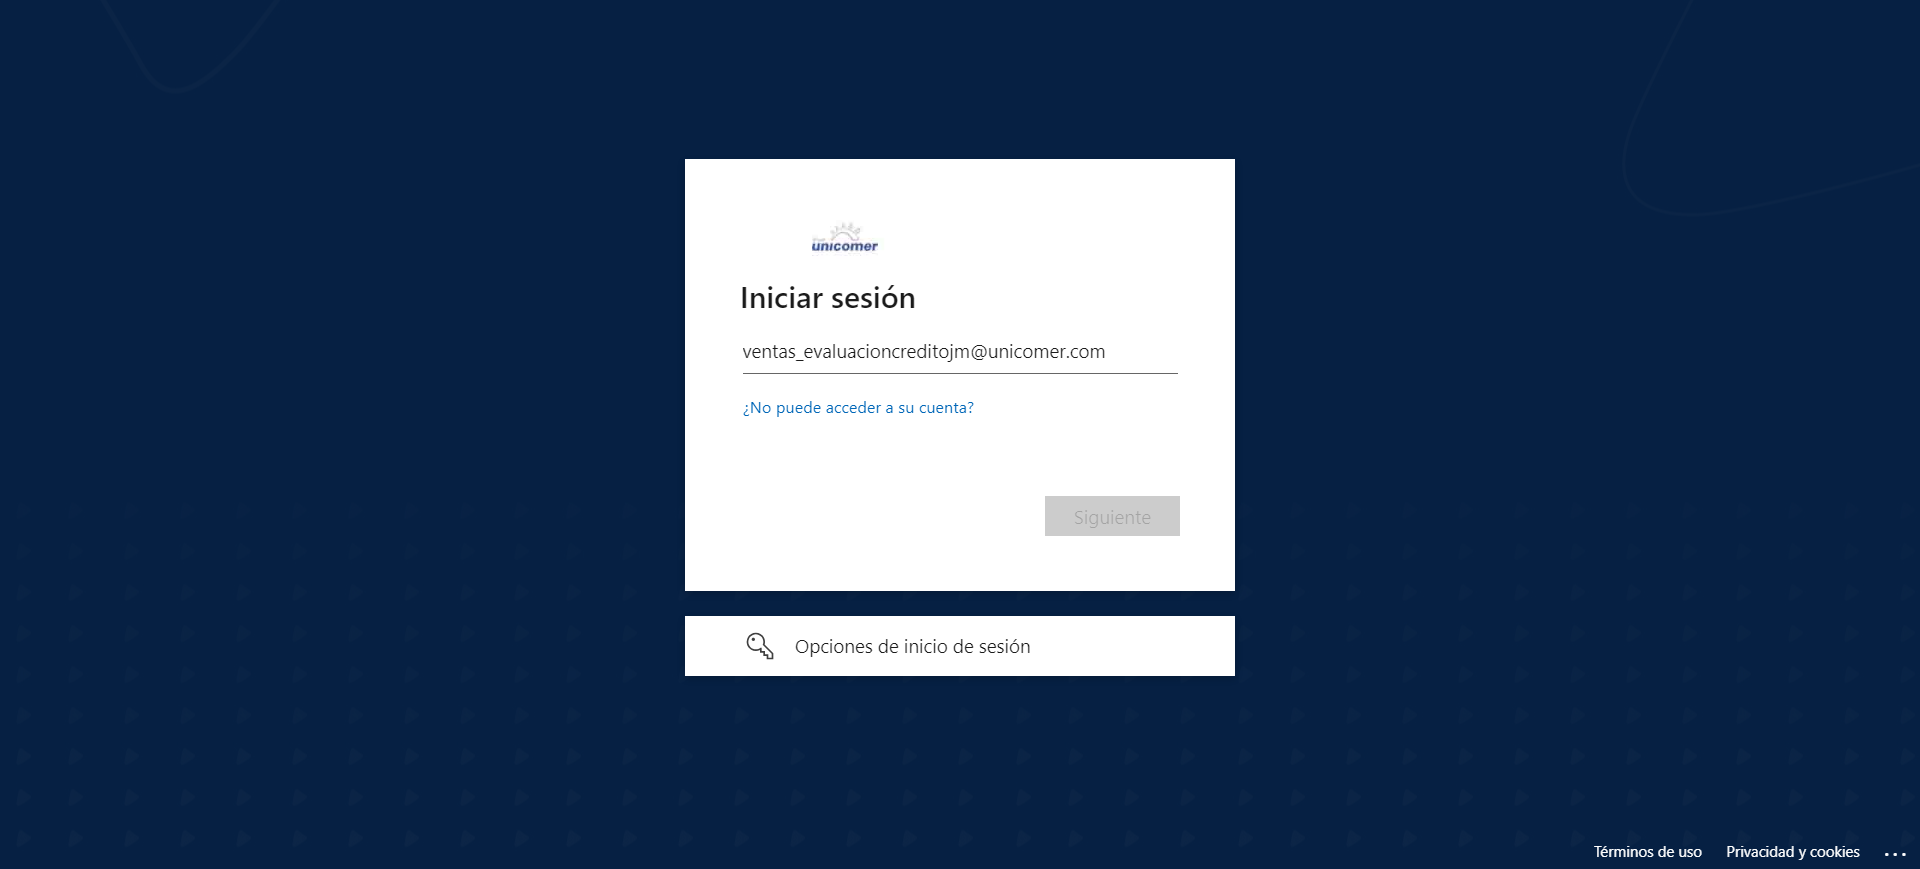 unicomer
Iniciar sesión
ventas_evaluacioncreditojm@unicomer.com
¿No puede acceder a su cuenta?
Siguiente
Opciones de inicio de sesión
Términos de uso Privacidad y cookies ...